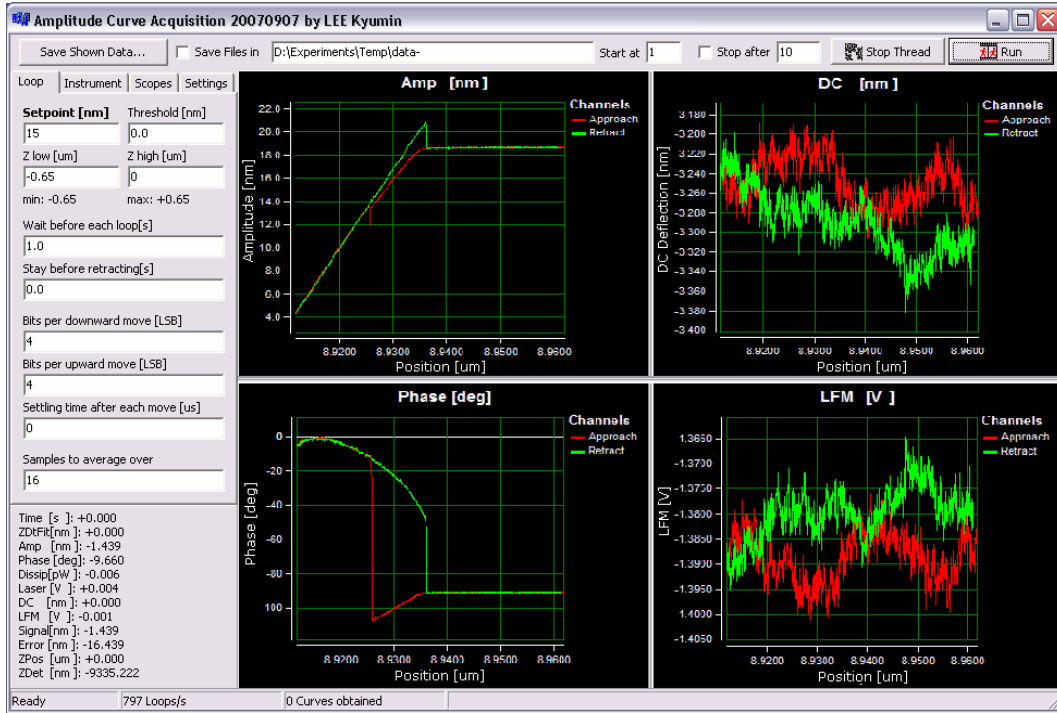 Amplitude Curve Acquisition 20070907 by LEE Kyumin
Save Shown Data... Save Files in D:\Experiments\Temp\data- Start at 1 Stop after 10 Stop Thread Run
Loop Instrument Scopes Settings
Setpoint [nm] Threshold [nm]
15 0.0
Z low [um] Z high [um]
-0.65 0
min: -0.65 max: +0.65
Wait before each loop[s]
1.0
Stay before retracting[s]
0.0
Bits per downward move [LSB]
4
Bits per upward move [LSB]
4
Settling time after each move [us]
0
Samples to average over
16
Time [s ]: +0.000
ZDtFit[nm ]: +0.000
Amp [nm ]: -1.439
Phase [deg]: -9.660
Dissip[pW ]: -0.006
Laser [V ]: +0.004
DC [nm ]: +0.000
LFM [V ]: -0.001
Signal[nm ]: -1.439
Error [nm ]: -16.439
ZPos [um ]: +0.000
ZDet [nm ]: -9335.222
Amp [nm]
Channels
Approach
Retract
Amplitude [nm]
22.0
20.0
18.0
16.0
14.0
12.0
10.0
8.0
6.0
4.0
8.9200 8.9300 8.9400 8.9500 8.9600
Position [um]
DC [nm]
Channels
Approach
Retract
DC Deflection [nm]
-3.180
-3.200
-3.220
-3.240
-3.260
-3.280
-3.200
-3.320
-3.340
-3.360
-3.380
-3.400
8.9200 8.9300 8.9400 8.9500 8.9600
Position [um]
Phase [deg]
Channels
Approach
Retract
Phase [deg]
0
-20
-40
-60
-80
100
8.9200 8.9300 8.9400 8.9500 8.9600
Position [um]
LFM [V]
Channels
Approach
Retract
LFM [V]
-1.3650
-1.3700
-1.3750
-1.3800
-1.3850
-1.3900
-1.3950
-1.4000
-1.4050
8.9200 8.9300 8.9400 8.9500 8.9600
Position [um]
Ready 797 Loops/s 0 Curves obtained